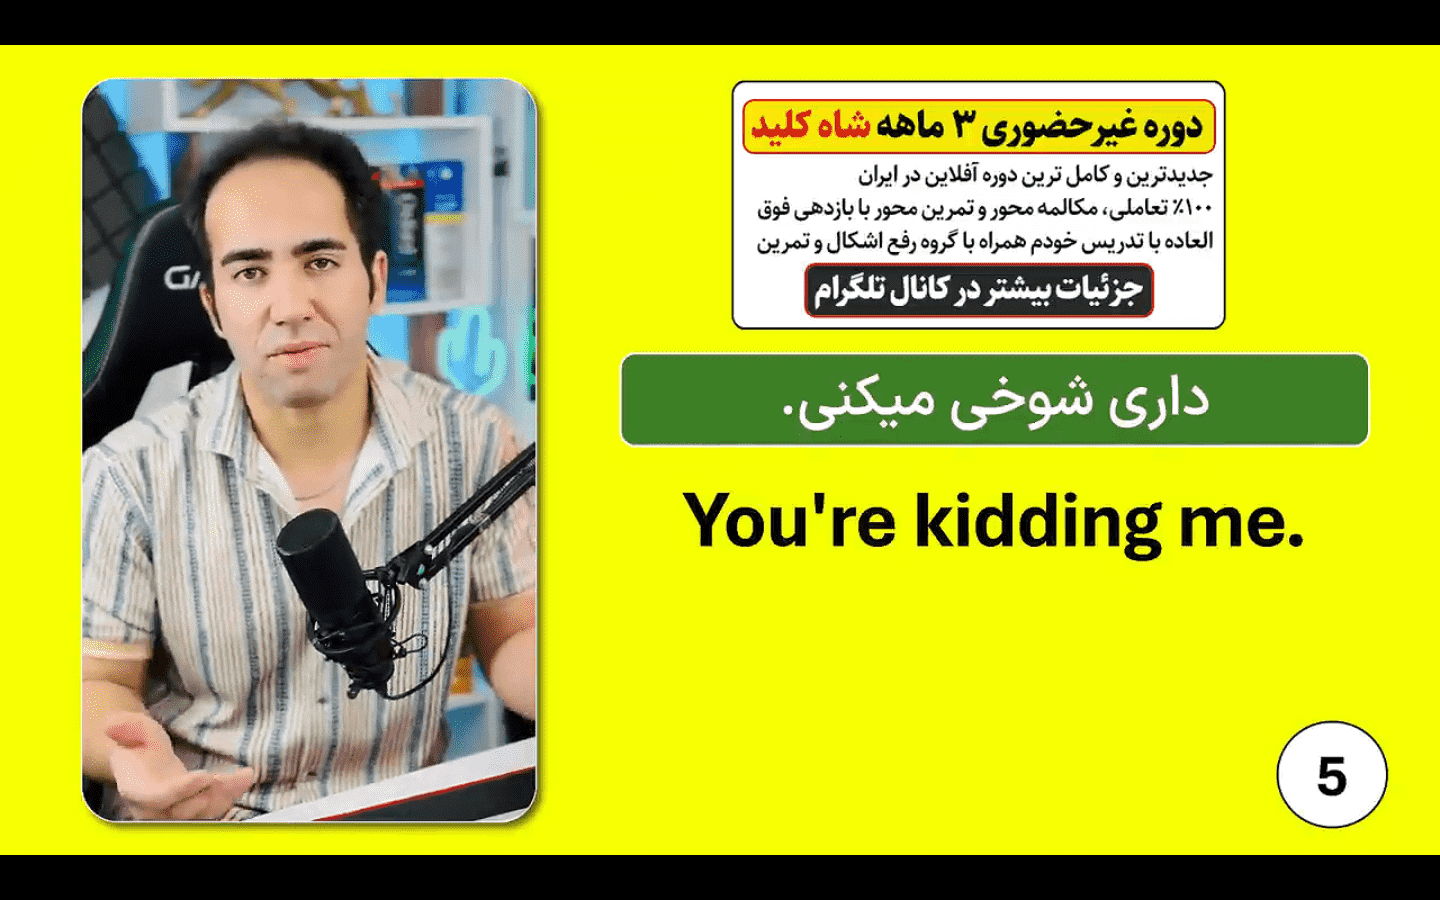 دوره غیرحضوری ۳ ماهه شاه کلید
جدیدترین و کامل ترین دوره آفلاین در ایران
۱۰۰٪ تعاملی، مکالمه محور و تمرین محور با بازدهی فوق
العاده با تدریس خودم همراه با گروه رفع اشکال و تمرین
جزئیات بیشتر در کانال تلگرام
داری شوخی میکنی.
You're kidding me.
5